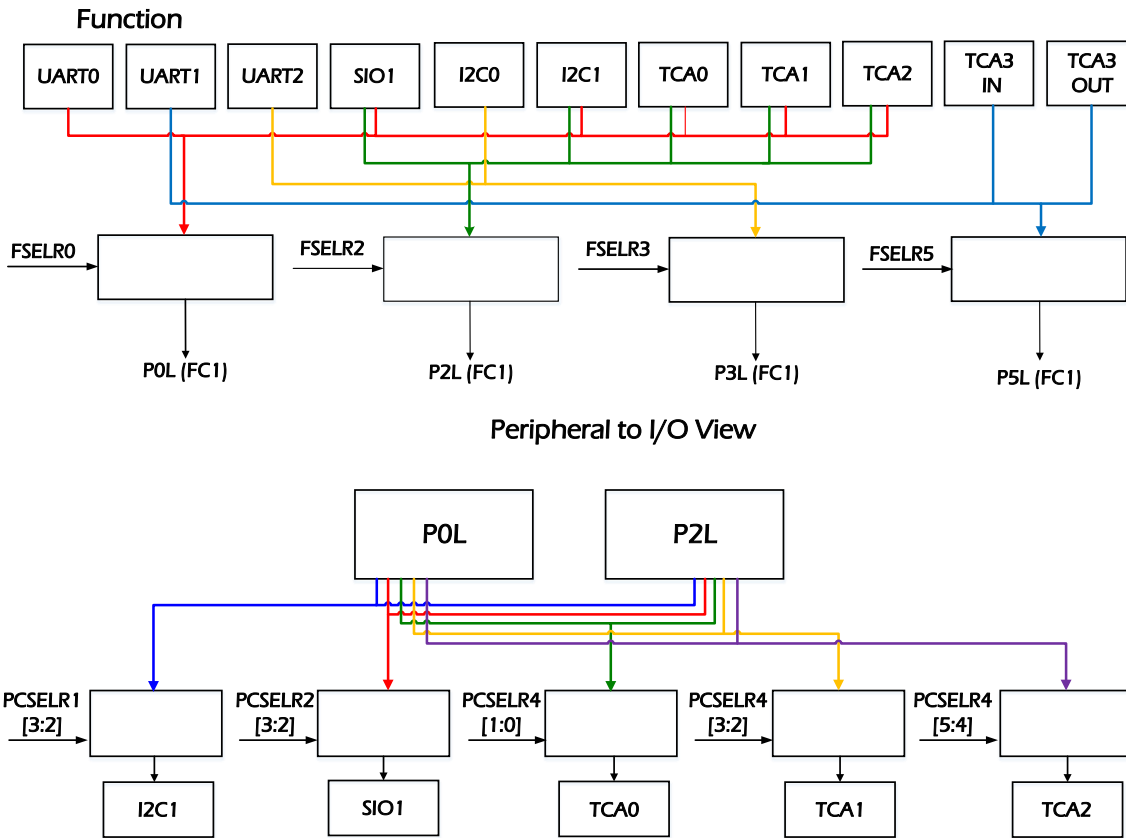 Function
UART0
UART1
UART2
SIO1
I2C0
I2C1
TCA0
TCA1
TCA2
TCA3
IN
TCA3
OUT
FSELR0
FSELR2
FSELR3
FSELR5
P0L (FC1)
P2L (FC1)
P3L (FC1)
P5L (FC1)
Peripheral to I/O View
P0L
P2L
PCSELR1
[3:2]
PCSELR2
[3:2]
PCSELR4
[1:0]
PCSELR4
[3:2]
PCSELR4
[5:4]
I2C1
SIO1
TCA0
TCA1
TCA2